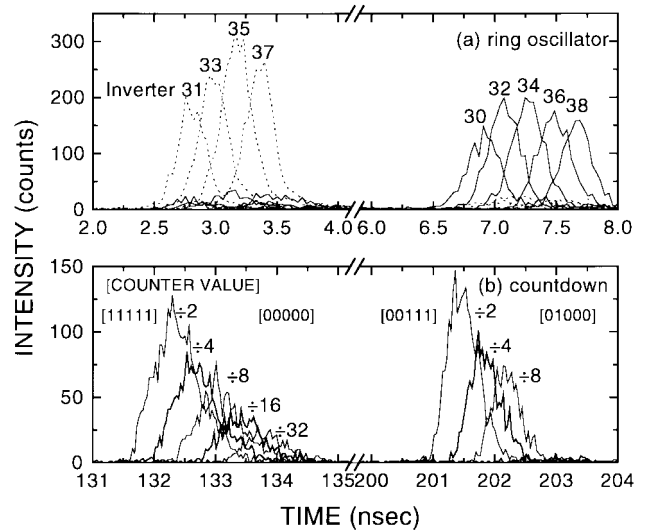 300
200
100
0
(a) ring oscillator
Inverter 31 33 35 37
30 32 34 36 38
2.0 2.5 3.0 3.5 4.0 6.0 6.5 7.0 7.5 8.0
INTENSITY (counts)
150
100
50
0
[COUNTER VALUE]
[11111] ÷2 [00000]
÷4
÷8
÷16
÷32
(b) countdown
[00111] ÷2 [01000]
÷4
÷8
131 132 133 134 135 200 201 202 203 204
TIME (nsec)